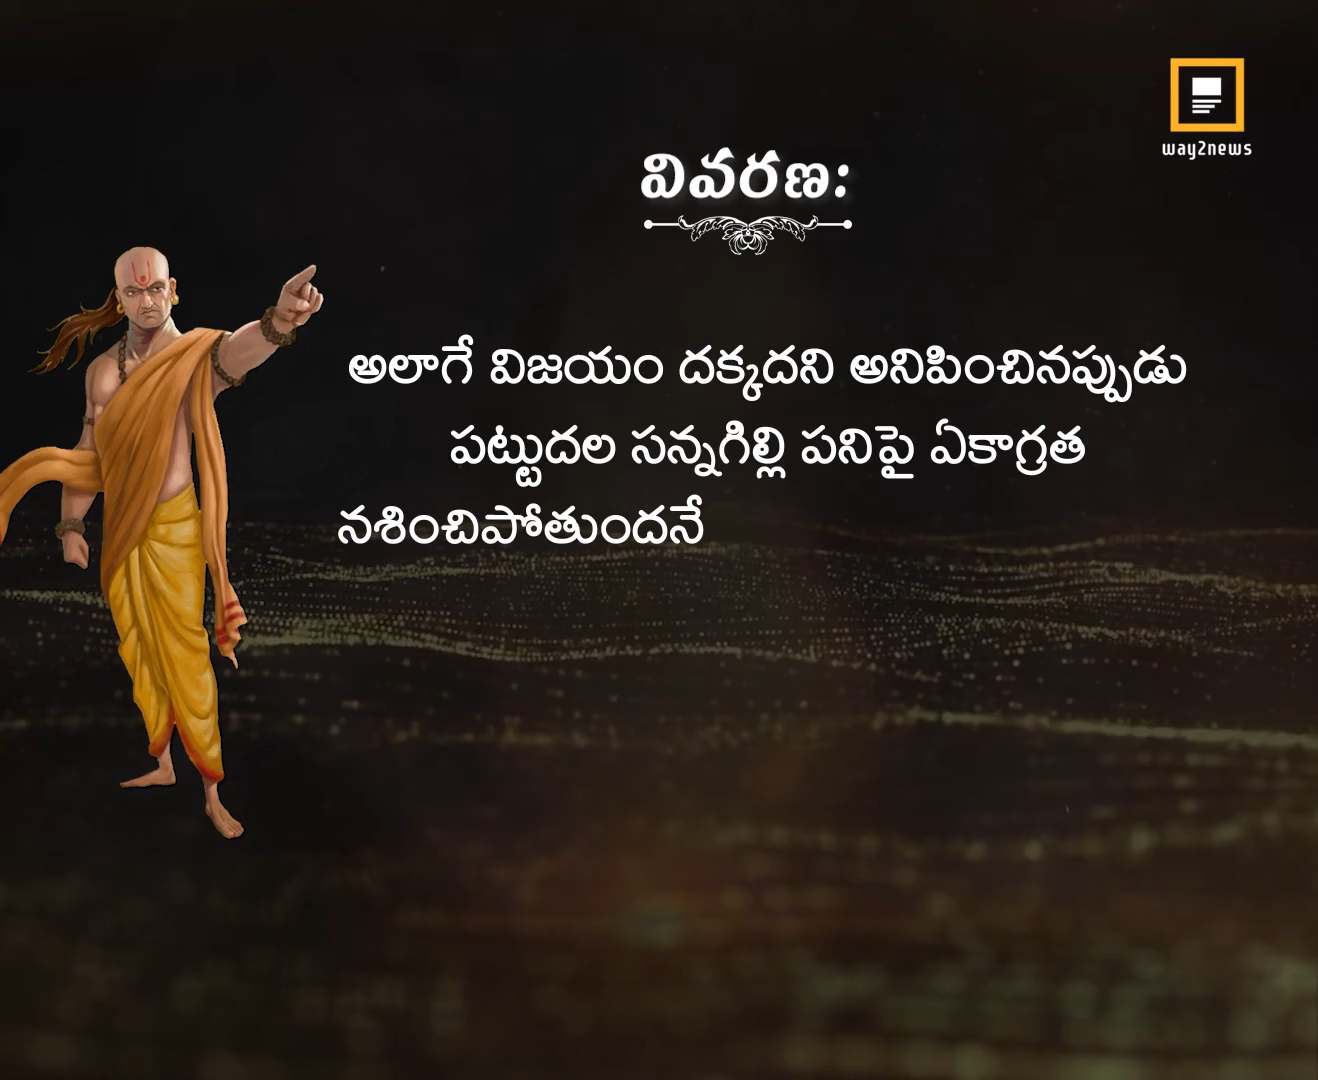 way2news
వివరణ:
అలాగే విజయం దక్కదని అనిపించినప్పుడు
పట్టుదల సన్నగిల్లి పనిపై ఏకాగ్రత
నశించిపోతుందనే